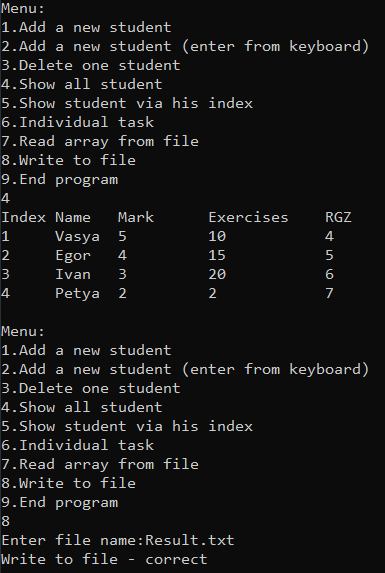 Menu:
1.Add a new student
2.Add a new student (enter from keyboard)
3.Delete one student
4.Show all student
5.Show student via his index
6.Individual task
7.Read array from file
8.Write to file
9.End program
4
Index Name Mark Exercises RGZ
1 Vasya 5 10 4
2 Egor 4 15 5
3 Ivan 3 20 6
4 Petya 2 2 7
Menu:
1.Add a new student
2.Add a new student (enter from keyboard)
3.Delete one student
4.Show all student
5.Show student via his index
6.Individual task
7.Read array from file
8.Write to file
9.End program
8
Enter file name:Result.txt
Write to file - correct